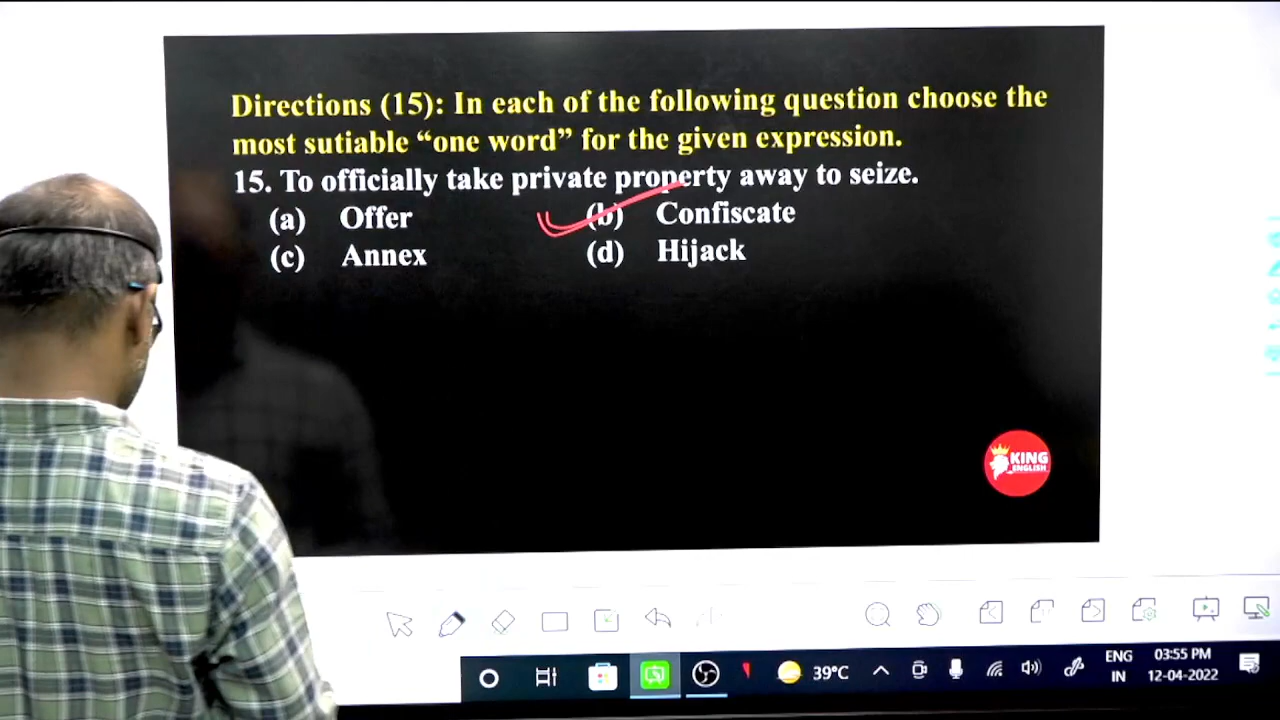 Directions (15): In each of the following question choose the
most sutiable “one word” for the given expression.
15. To officially take private property away to seize.
(a) Offer (b) Confiscate
(c) Annex (d) Hijack
KING
ENGLISH
39°C ENG 03:55 PM
IN 12-04-2022